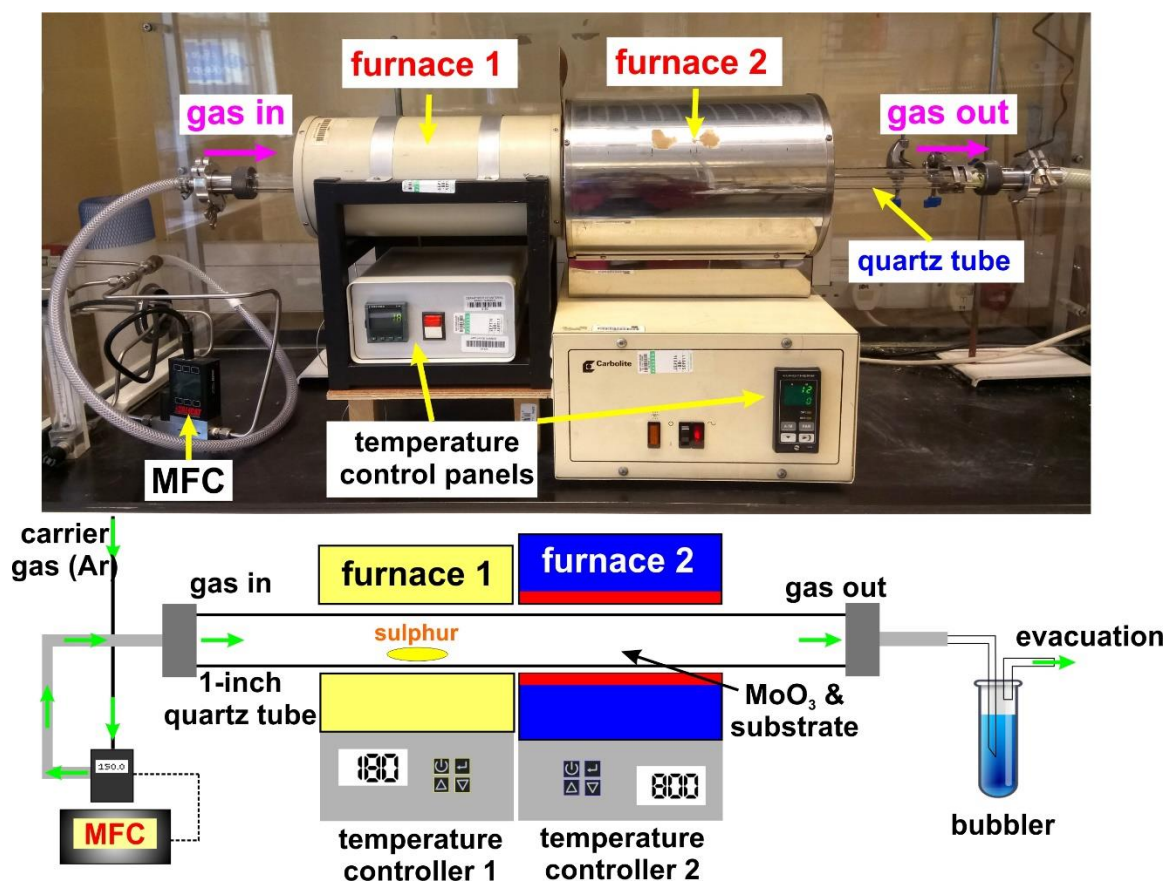 furnace 1
furnace 2
gas in
gas out
quartz tube
Carbolite
12
0
MFC
temperature
control panels
carrier
gas (Ar)
gas in
furnace 1
furnace 2
gas out
sulphur
evacuation
1-inch
quartz tube
MoO₃ &
substrate
150.0
180
800
MFC
temperature
controller 1
temperature
controller 2
bubbler